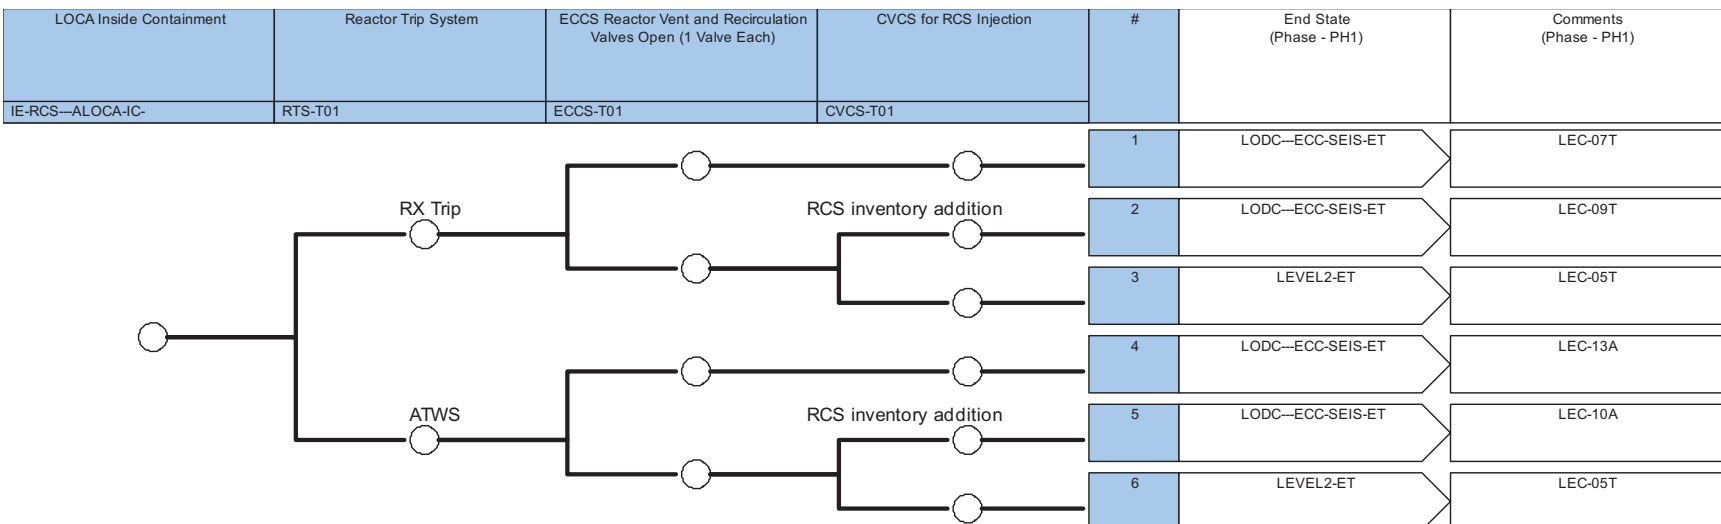 LOCA Inside Containment
Reactor Trip System
ECCS Reactor Vent and Recirculation
Valves Open (1 Valve Each)
CVCS for RCS Injection
#
End State
(Phase - PH1)
Comments
(Phase - PH1)
IE-RCS---ALOCA-IC-
RTS-T01
ECCS-T01
CVCS-T01
1
LODC---ECC-SEIS-ET
LEC-07T
RX Trip
RCS inventory addition
2
LODC---ECC-SEIS-ET
LEC-09T
3
LEVEL2-ET
LEC-05T
4
LODC---ECC-SEIS-ET
LEC-13A
ATWS
RCS inventory addition
5
LODC---ECC-SEIS-ET
LEC-10A
6
LEVEL2-ET
LEC-05T